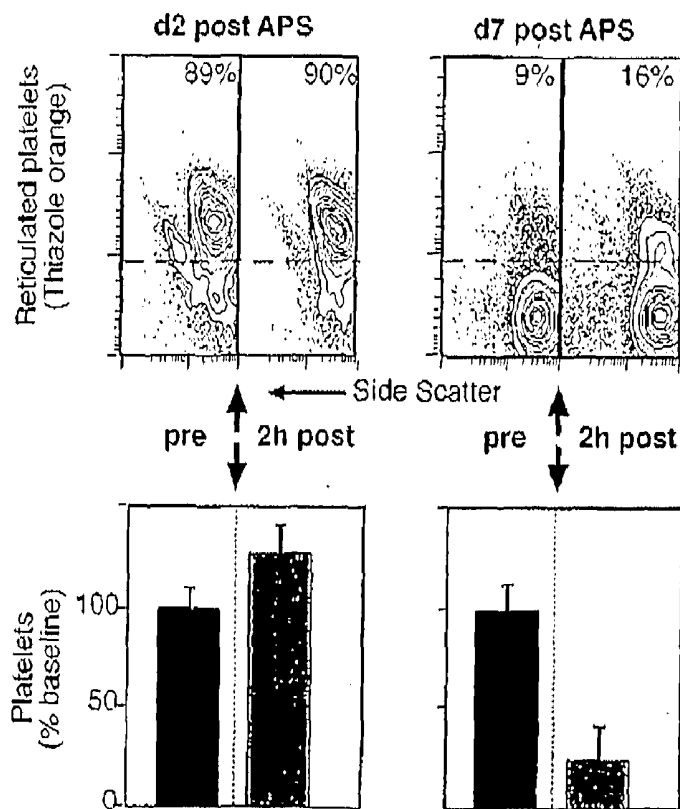 d2 post APS d7 post APS
89% 90% 9% 16%
Reticulated platelets
(Thiazole orange)
Side Scatter
pre 2h post pre 2h post
Platelets
(% baseline)
100
50
0